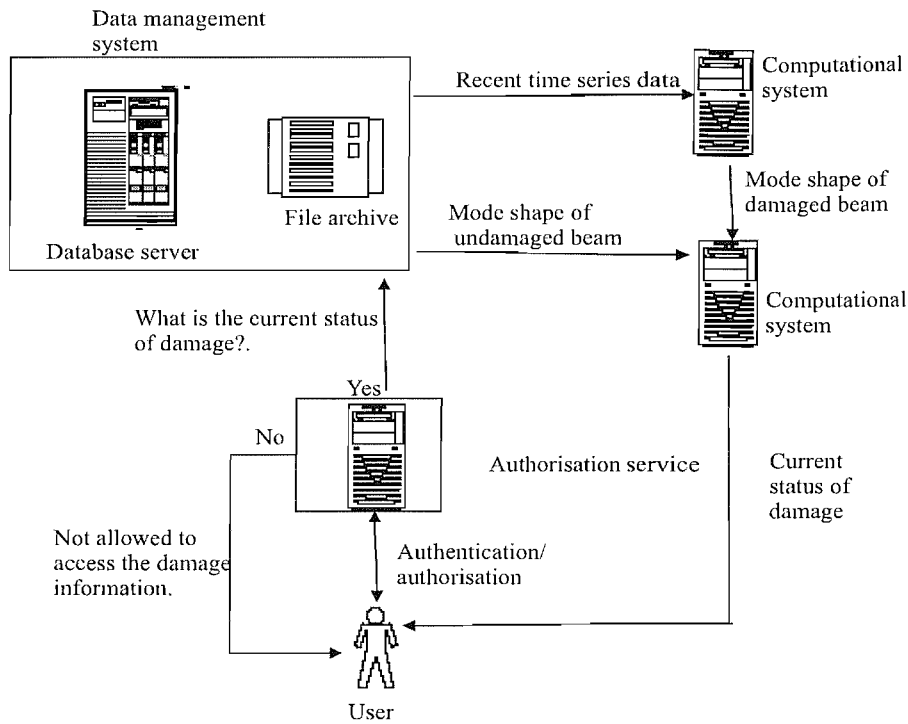 Data management
system
Recent time series data
Computational
system
File archive
Database server
Mode shape of
undamaged beam
Mode shape of
damaged beam
Computational
system
What is the current status
of damage?.
Yes
No
Authorisation service
Current
status of
damage
Not allowed to
access the damage
information.
Authentication/
authorisation
User